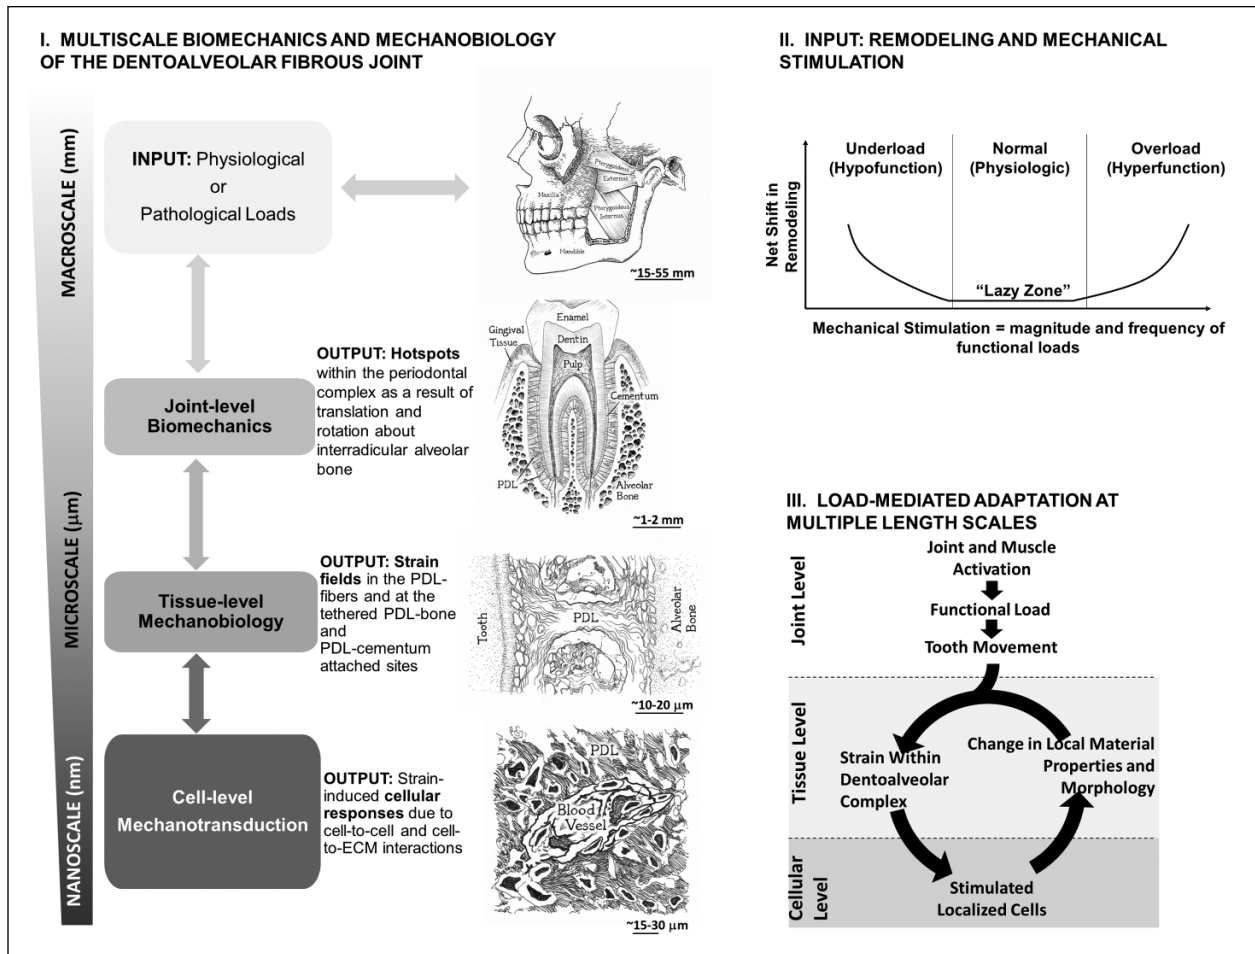 I. MULTISCALE BIOMECHANICS AND MECHANOBIOLOGY
OF THE DENTOALVEOLAR FIBROUS JOINT
MACROSCALE (mm)
MICROSCALE (μm)
NANOSCALE (nm)
INPUT: Physiological
or
Pathological Loads
Pterygoideus
Externus
Maxilla
Pterygoideus
Internus
Mandible
~15-55 mm
Joint-level
Biomechanics
OUTPUT: Hotspots
within the periodontal
complex as a result of
translation and
rotation about
interradicular alveolar
bone
Enamel
Gingival
Tissue
Dentin
Pulp
Cementum
PDL
Alveolar
Bone
~1-2 mm
Tissue-level
Mechanobiology
OUTPUT: Strain
fields in the PDL-
fibers and at the
tethered PDL-bone
and
PDL-cementum
attached sites
Tooth
PDL
Alveolar
Bone
~10-20 μm
Cell-level
Mechanotransduction
OUTPUT: Strain-
induced cellular
responses due to
cell-to-cell and cell-
to-ECM interactions
PDL
Blood
Vessel
~15-30 μm
II. INPUT: REMODELING AND MECHANICAL
STIMULATION
Net Shift in
Remodeling
Underload
(Hypofunction)
Normal
(Physiologic)
Overload
(Hyperfunction)
“Lazy Zone”
Mechanical Stimulation = magnitude and frequency of
functional loads
III. LOAD-MEDIATED ADAPTATION AT
MULTIPLE LENGTH SCALES
Joint Level
Joint and Muscle
Activation
Functional Load
Tooth Movement
Tissue Level
Strain Within
Dentoalveolar
Complex
Change in Local Material
Properties and
Morphology
Cellular
Level
Stimulated
Localized Cells